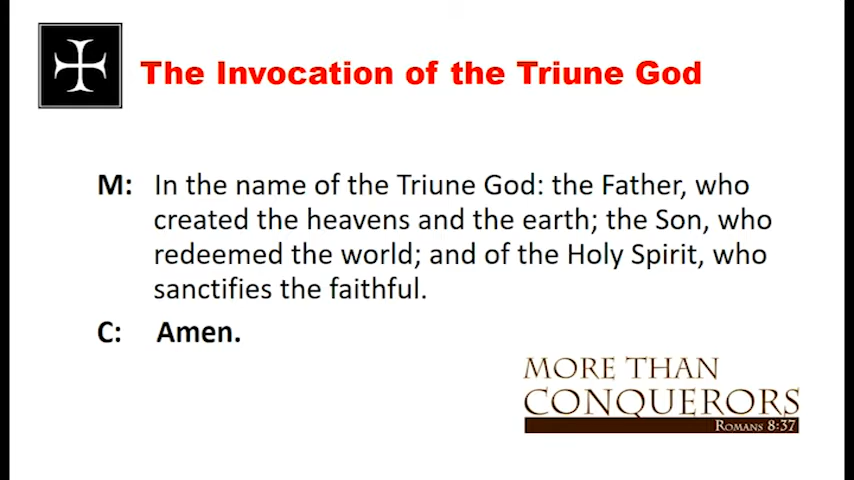 The Invocation of the Triune God
M: In the name of the Triune God: the Father, who
created the heavens and the earth; the Son, who
redeemed the world; and of the Holy Spirit, who
sanctifies the faithful.
C: Amen.
MORE THAN
CONQUERORS
ROMANS 8:37